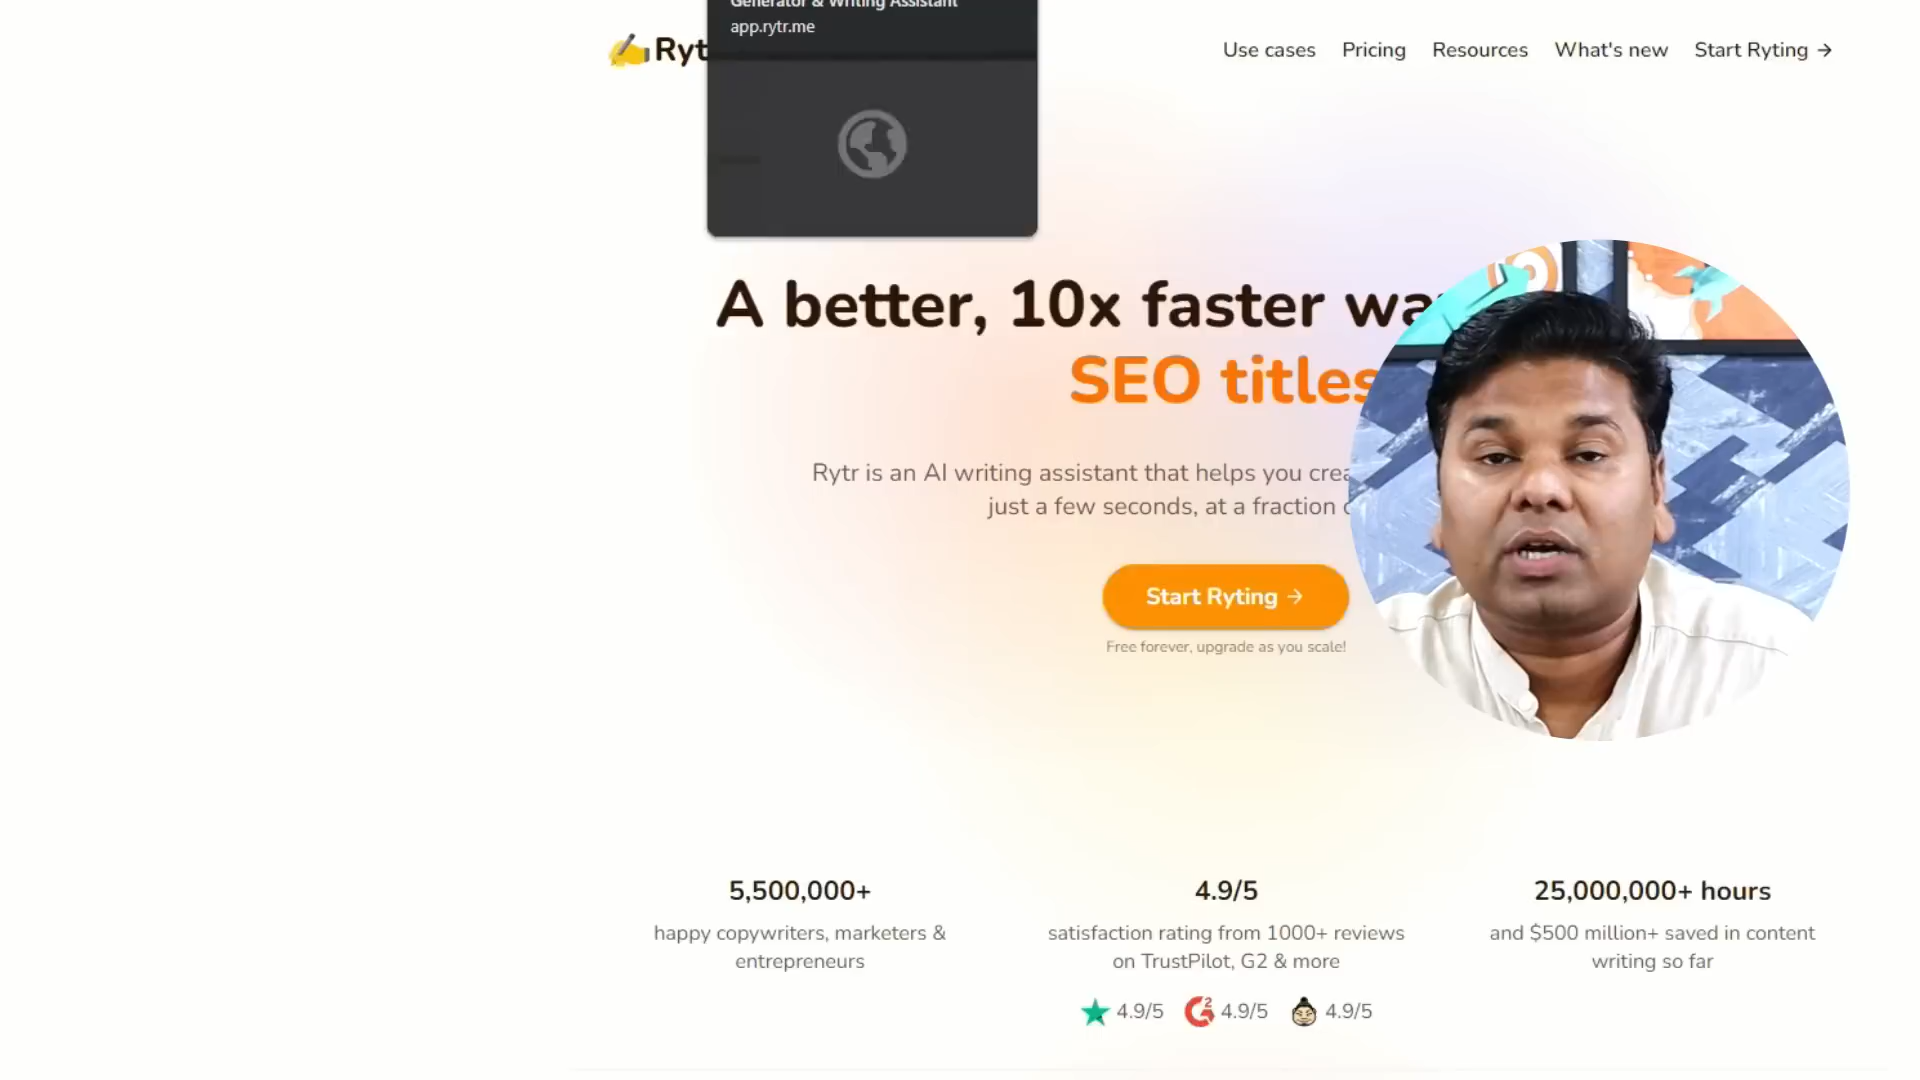 Generator & Writing Assistant
app.rytr.me
Use cases
Pricing
Resources
What's new
Start Ryting →
A better, 10x faster
SEO titles
Rytr is an AI writing assistant that helps you
just a few seconds, at a fraction
Start Ryting →
Free forever, upgrade as you scale!
5,500,000+
happy copywriters, marketers &
entrepreneurs
4.9/5
satisfaction rating from 1000+ reviews
on TrustPilot, G2 & more
4.9/5
4.9/5
4.9/5
25,000,000+ hours
and $500 million+ saved in content
writing so far